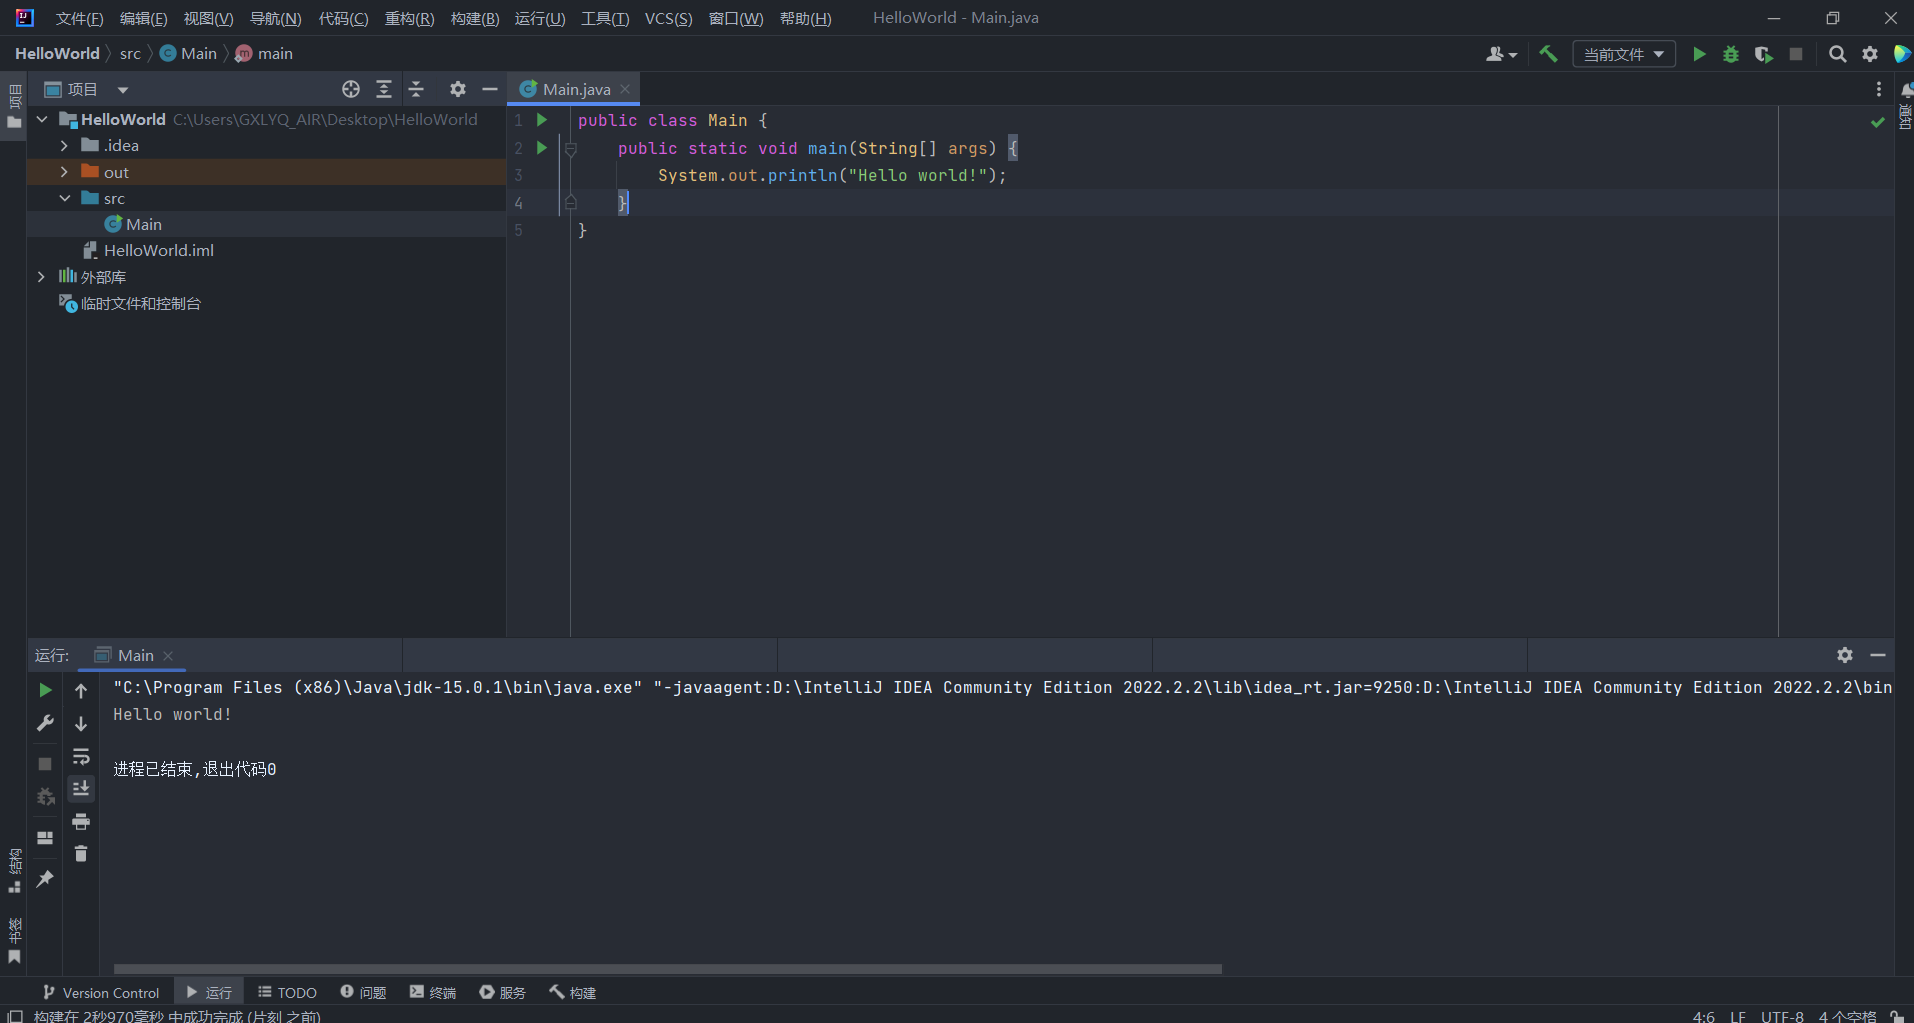 文件(F) 编辑(E) 视图(V) 导航(N) 代码(C) 重构(R) 构建(B) 运行(U) 工具(T) VCS(S) 窗口(W) 帮助(H) HelloWorld - Main.java
HelloWorld src Main main 当前文件
项目
项目
Main.java
通知
HelloWorld C:\Users\GXLYQ_AIR\Desktop\HelloWorld
.idea
out
src
Main
HelloWorld.iml
外部库
临时文件和控制台
1 public class Main {
2 public static void main(String[] args) {
3 System.out.println("Hello world!");
4 }
5 }
运行: Main
"C:\Program Files (x86)\Java\jdk-15.0.1\bin\java.exe" "-javaagent:D:\IntelliJ IDEA Community Edition 2022.2.2\lib\idea_rt.jar=9250:D:\IntelliJ IDEA Community Edition 2022.2.2\bin
Hello world!
进程已结束,退出代码0
结构
书签
Version Control 运行 TODO 问题 终端 服务 构建
构建在 2秒970毫秒 中成功完成 (片刻 之前) 4:6 LF UTF-8 4 个空格